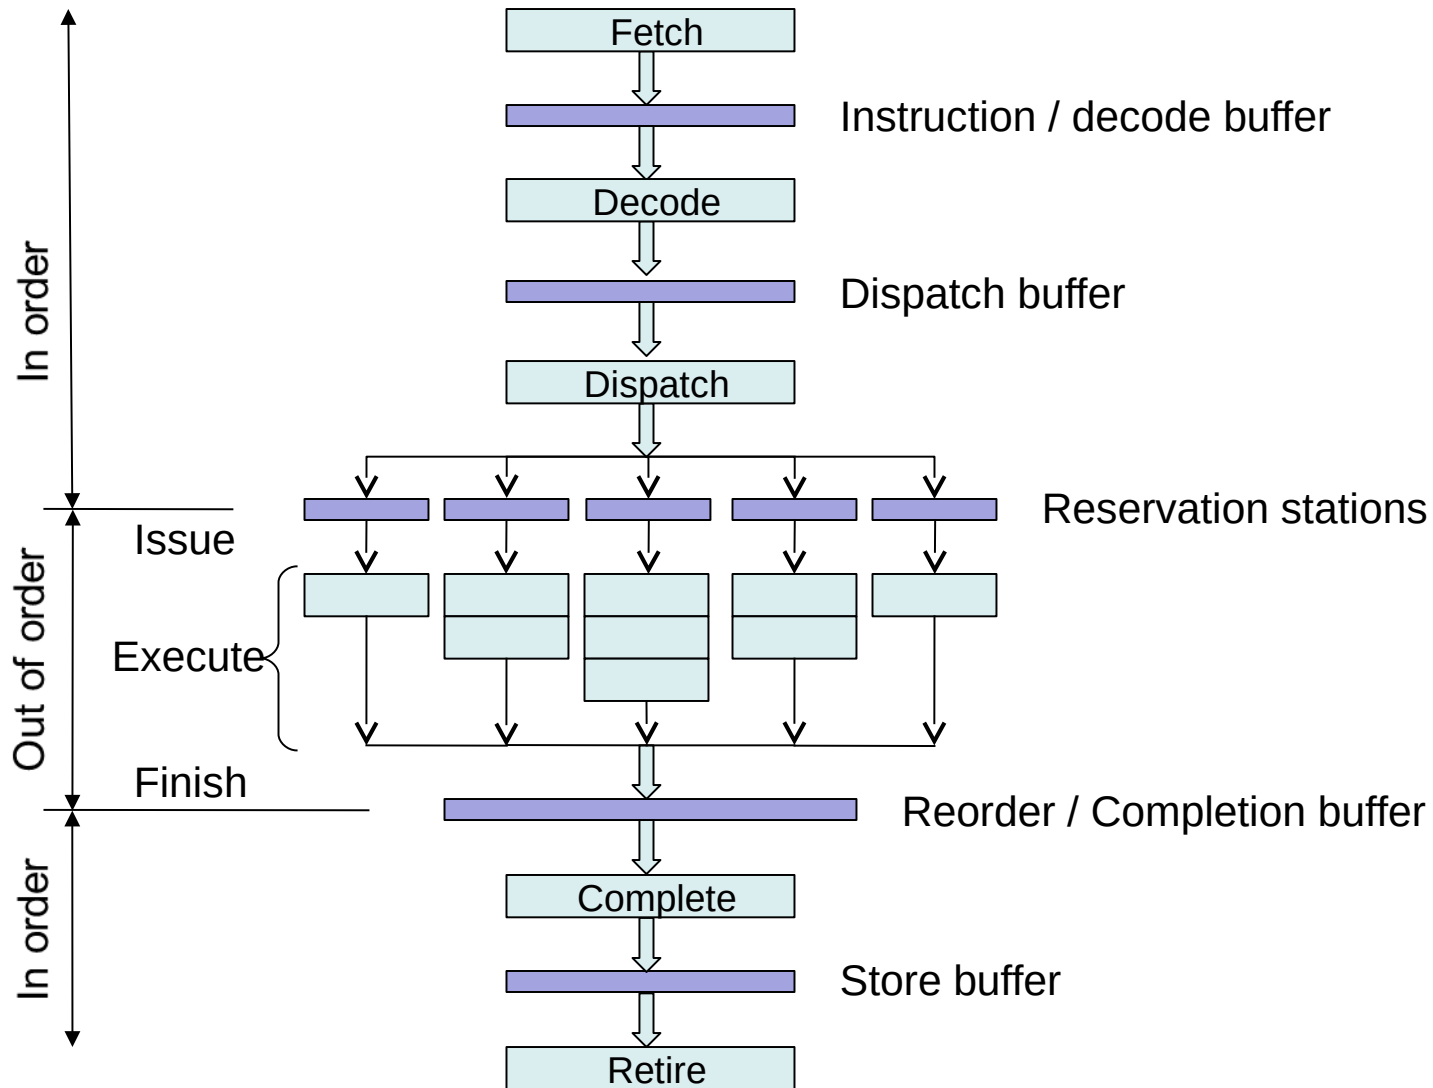 Fetch
Instruction / decode buffer
Decode
In order
Dispatch buffer
Dispatch
Reservation stations
Issue
Out of order
Execute
Finish
Reorder / Completion buffer
Complete
In order
Store buffer
Retire